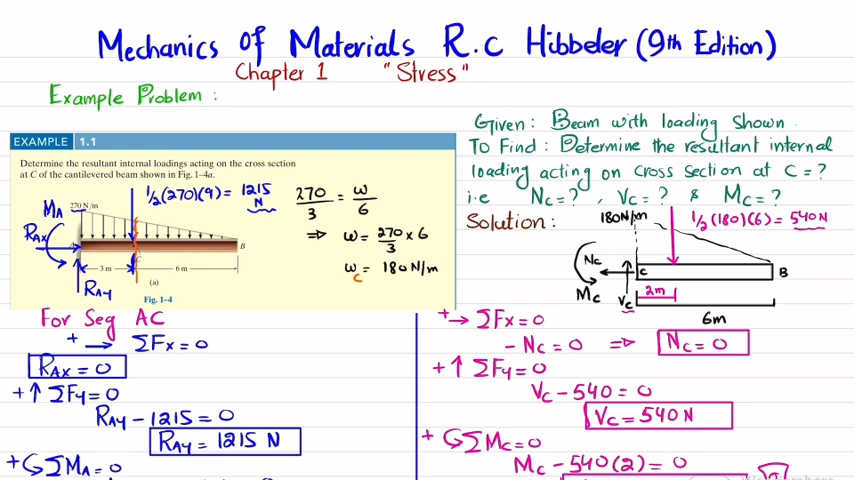 Mechanics of Materials R.C Hibbeler (9th Edition)
Chapter 1 "Stress"
Example Problem :
EXAMPLE 1.1
Determine the resultant internal loadings acting on the cross section
at C of the cantilevered beam shown in Fig. 1–4a.
1/2 (270)(9) = 1215 N
MA
270 N/m
RAX
A
B
C
3 m
6 m
RAY
(a)
Fig. 1–4
270/3 = w/6
⇒ w = 270/3 × 6
wC = 180 N/m
For Seg AC
+→ ΣFx = 0
RAX = 0
+↑ ΣFy = 0
RAY - 1215 = 0
RAY = 1215 N
+ ΣMA = 0
Given : Beam with loading shown
To Find : Determine the resultant internal
loading acting on cross section at C = ?
i.e NC = ? , VC = ? & MC = ?
Solution :
180N/m
1/2 (180)(6) = 540 N
NC
C
B
MC
VC
2m
6m
+→ ΣFx = 0
- NC = 0 ⇒ NC = 0
+↑ ΣFy = 0
VC - 540 = 0
VC = 540 N
+ ΣMC = 0
MC - 540(2) = 0